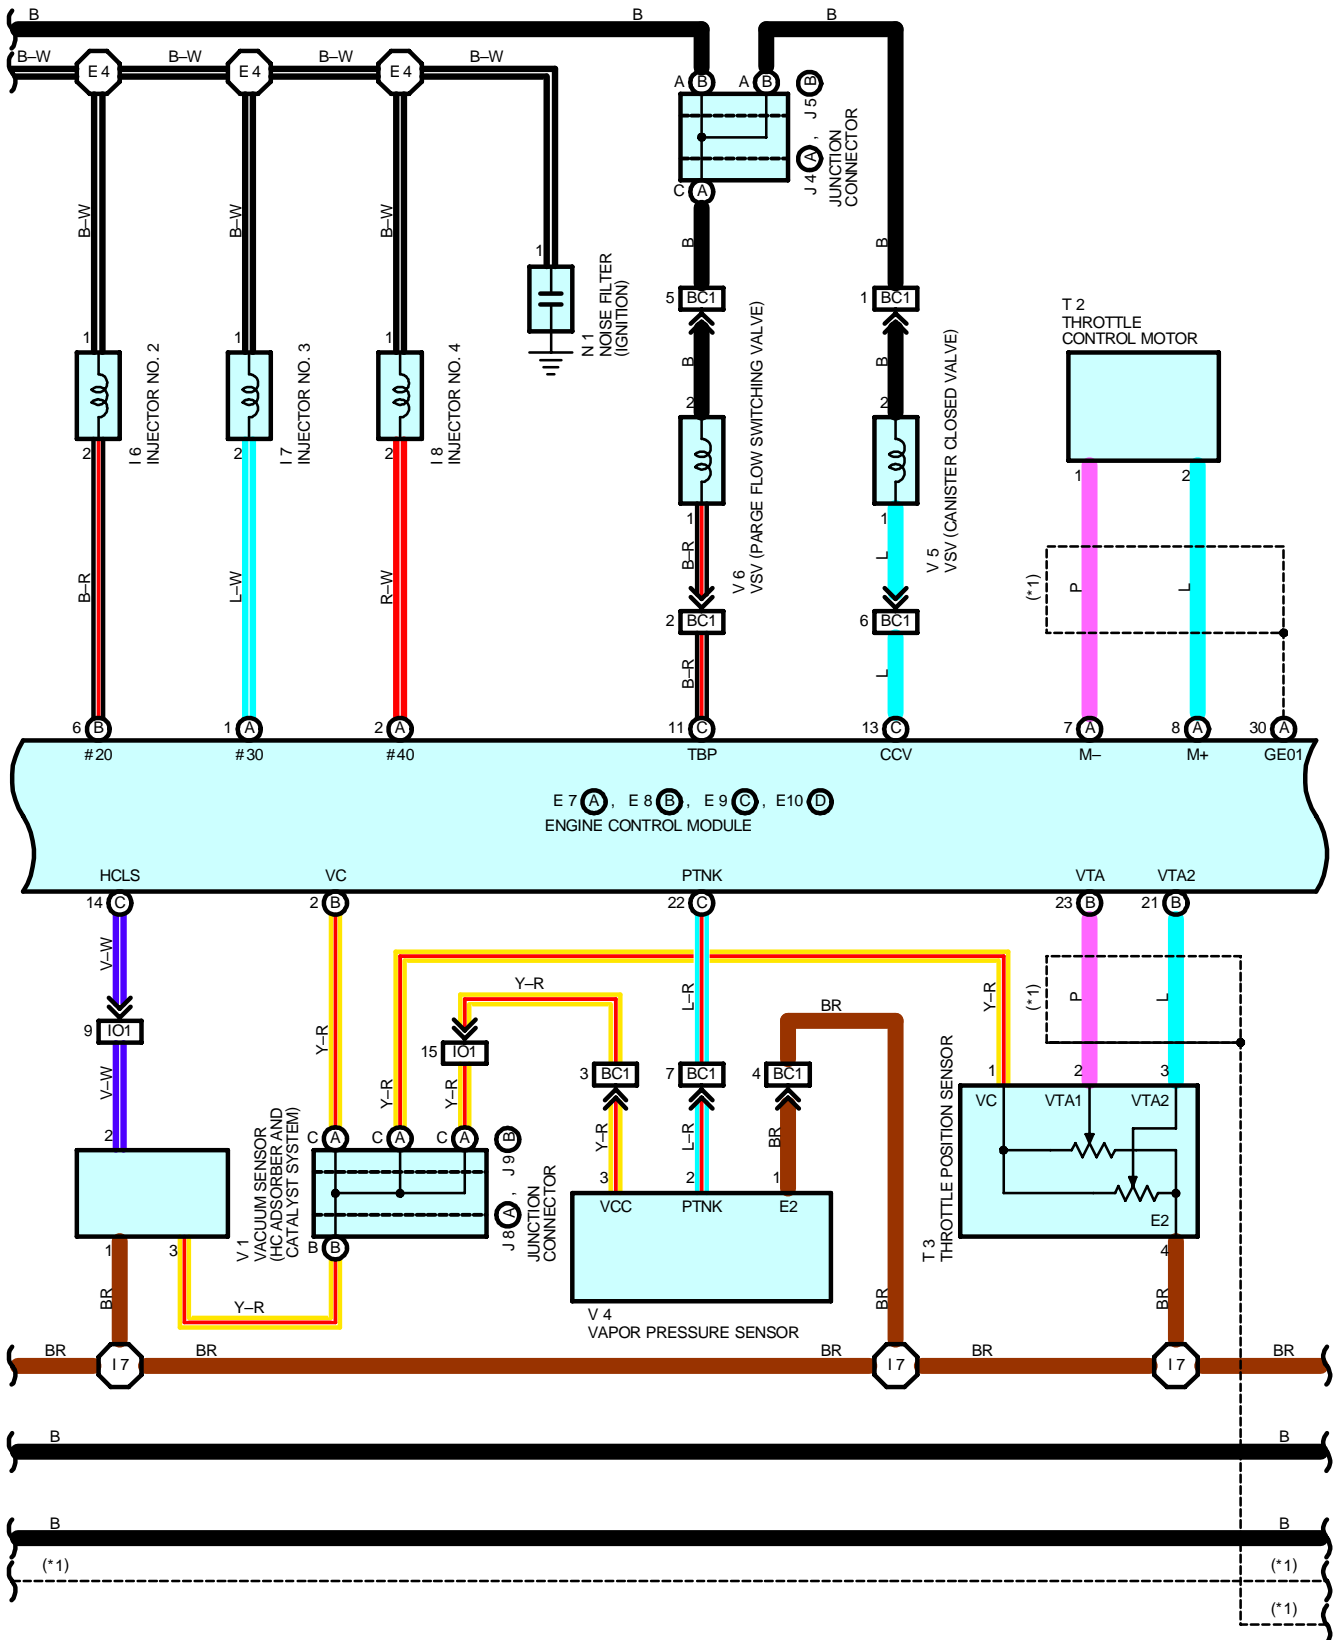 B
B
B
B–W
B–W
B–W
B–W
E 4
E 4
E 4
A
B
A
B
J 4 A , J 5 B
JUNCTION
CONNECTOR
C
A
B–W
B–W
B–W
B
B
1
N 1
NOISE FILTER
(IGNITION)
5
BC1
1
BC1
T 2
THROTTLE
CONTROL MOTOR
1
1
1
B
B
2
2
I 6
INJECTOR NO. 2
I 7
INJECTOR NO. 3
I 8
INJECTOR NO. 4
V 6
VSV (PARGE FLOW SWITCHING VALVE)
V 5
VSV (CANISTER CLOSED VALVE)
2
2
2
1
1
1
2
B–R
L–W
R–W
B–R
L
(*1)
P
L
2
BC1
6
BC1
B–R
L
6
B
1
A
2
A
11
C
13
C
7
A
8
A
30
A
#20
#30
#40
TBP
CCV
M–
M+
GE01
E 7 A , E 8 B , E 9 C , E10 D
ENGINE CONTROL MODULE
HCLS
VC
PTNK
VTA
VTA2
14
C
2
B
22
C
23
B
21
B
V–W
Y–R
Y–R
L–R
BR
Y–R
(*1)
P
L
9
IO1
15
IO1
3
BC1
7
BC1
4
BC1
V–W
Y–R
Y–R
Y–R
L–R
BR
1
2
3
VC
VTA1
VTA2
E2
4
T 3
THROTTLE POSITION SENSOR
2
C
A
C
A
C
A
J 8 A , J 9 B
JUNCTION
CONNECTOR
3
2
1
VCC
PTNK
E2
V 1
VACUUM SENSOR
(HC ADSORBER AND
CATALYST SYSTEM)
1
3
B
B
BR
Y–R
V 4
VAPOR PRESSURE SENSOR
BR
BR
BR
BR
BR
BR
BR
I 7
I 7
I 7
B
B
B
B
(*1)
(*1)
(*1)